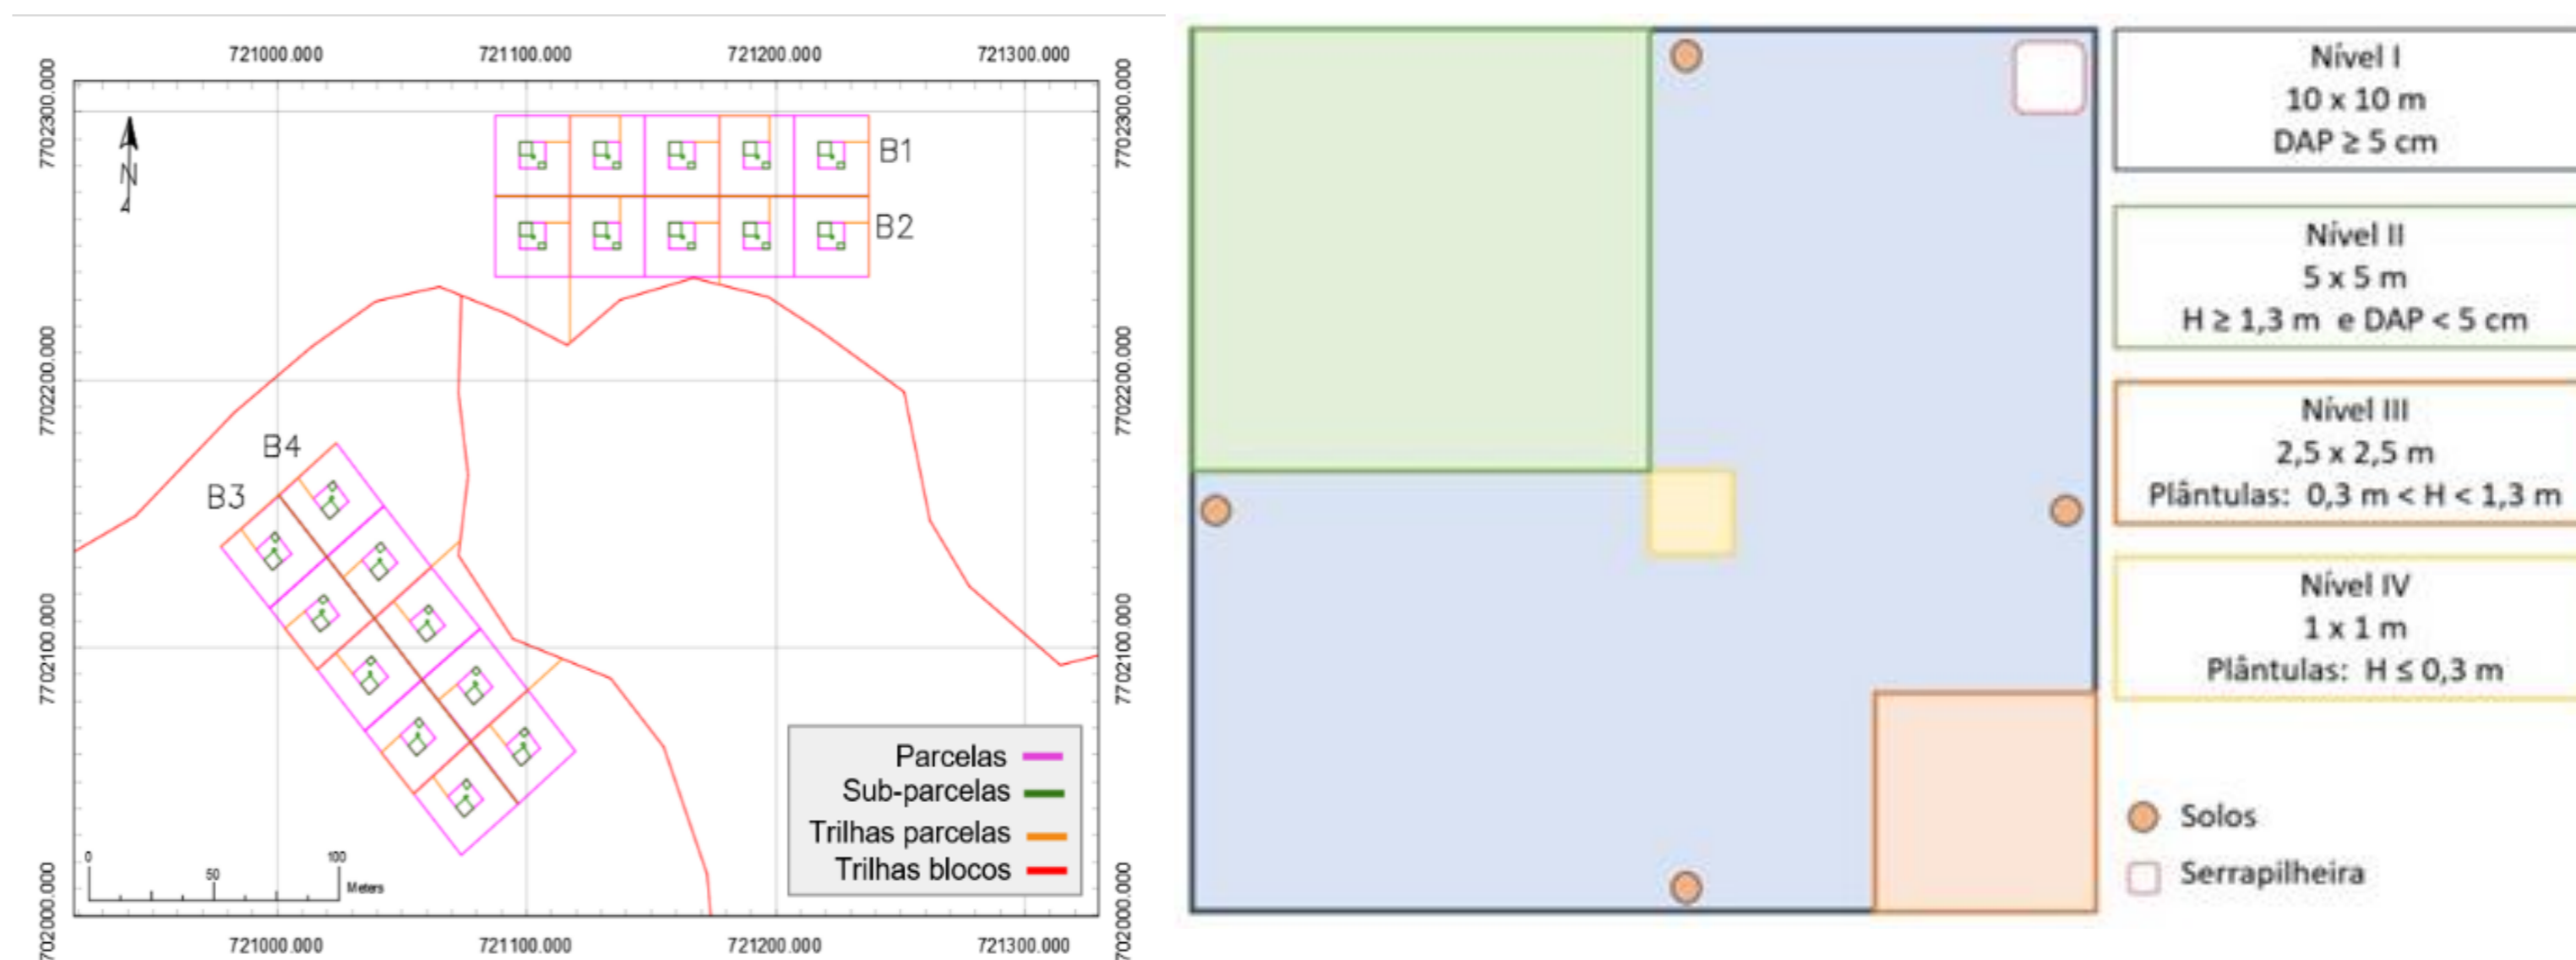 721000.000
721100.000
721200.000
721300.000
7702300.000
7702200.000
7702100.000
7702000.000
N
B1
B2
B4
B3
Parcelas
Sub-parcelas
Trilhas parcelas
Trilhas blocos
0
50
100
Meters
7702300.000
7702200.000
7702100.000
7702000.000
721000.000
721100.000
721200.000
721300.000
Nível I
10 x 10 m
DAP ≥ 5 cm
Nível II
5 x 5 m
H ≥ 1,3 m e DAP < 5 cm
Nível III
2,5 x 2,5 m
Plântulas: 0,3 m < H < 1,3 m
Nível IV
1 x 1 m
Plântulas: H ≤ 0,3 m
Solos
Serrapilheira